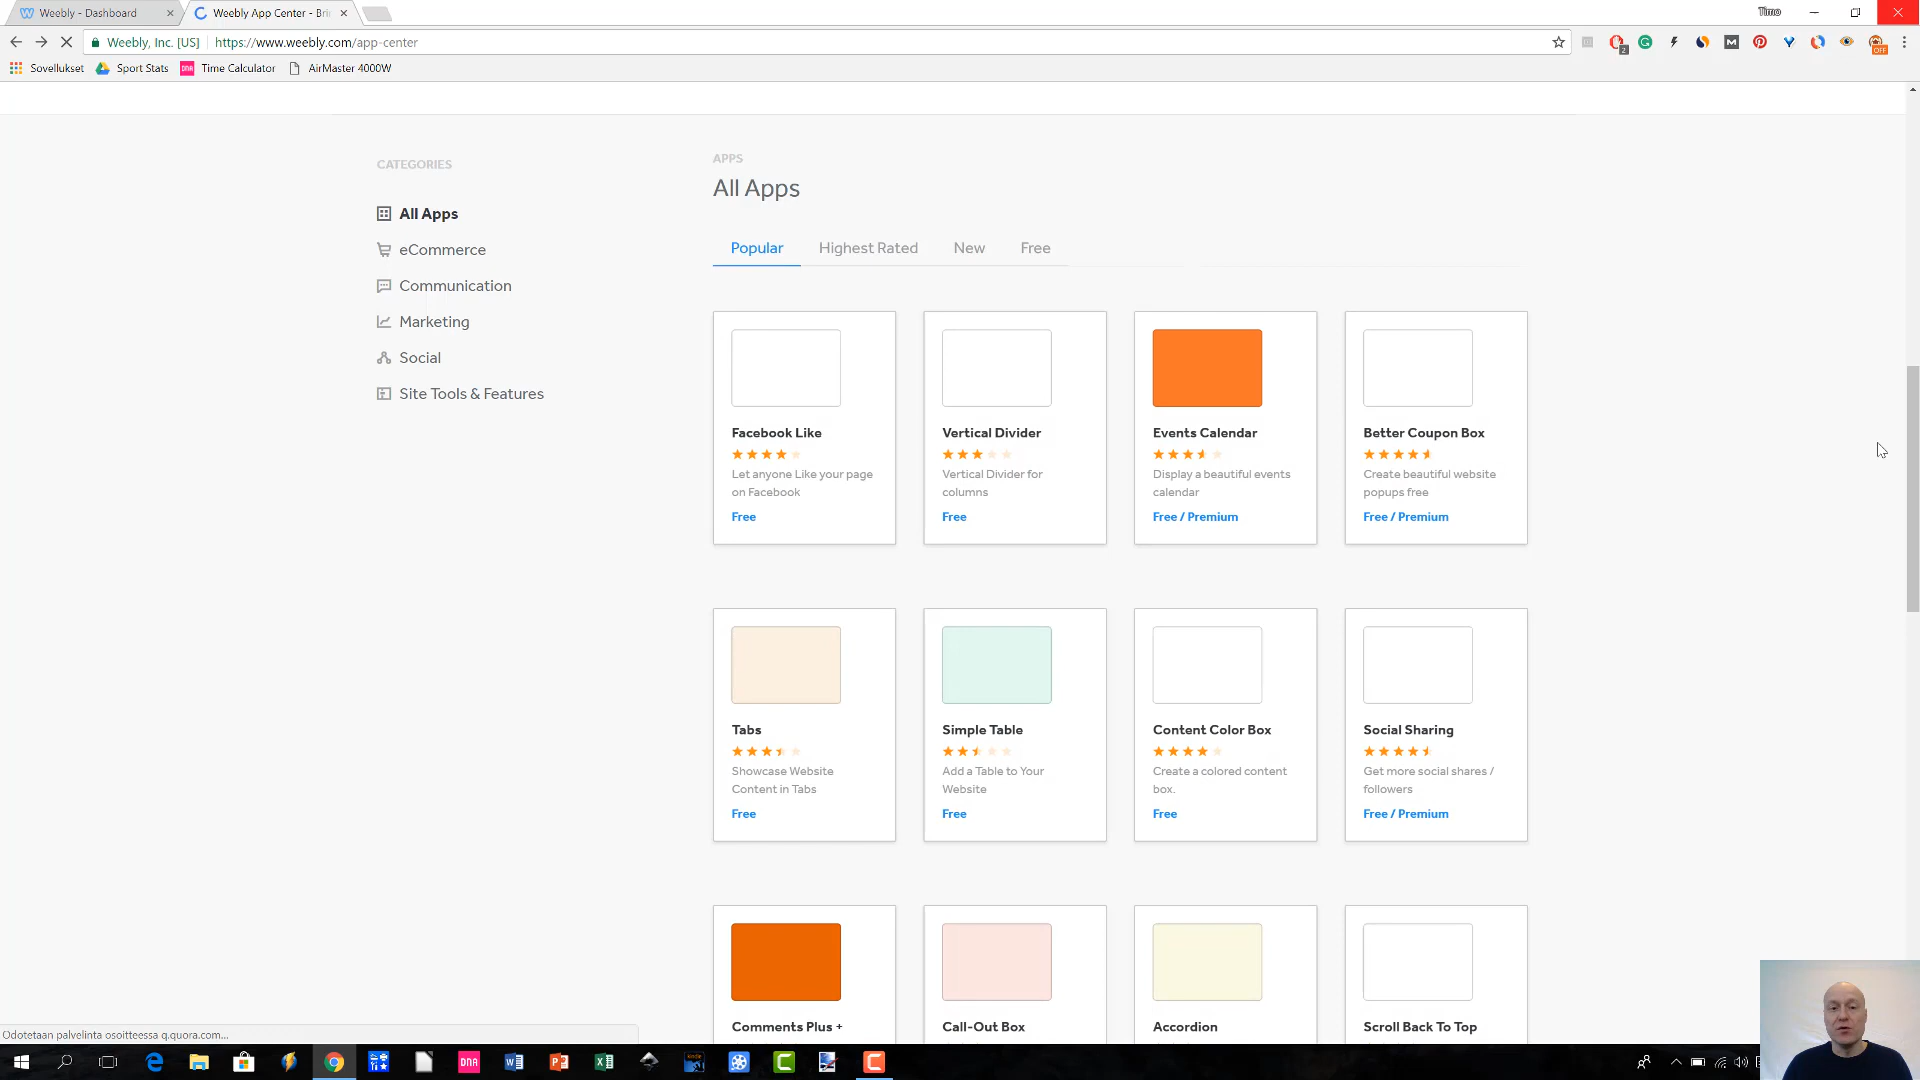 Weebly - Dashboard
Weebly App Center - Bri
Timo
Weebly, Inc. [US]
https://www.weebly.com/app-center
Sovellukset
Sport Stats
DNA
Time Calculator
AirMaster 4000W
CATEGORIES
All Apps
eCommerce
Communication
Marketing
Social
Site Tools & Features
APPS
All Apps
Popular
Highest Rated
New
Free
Facebook Like
Let anyone Like your page
on Facebook
Free
Vertical Divider
Vertical Divider for
columns
Free
Events Calendar
Display a beautiful events
calendar
Free / Premium
Better Coupon Box
Create beautiful website
popups free
Free / Premium
Tabs
Showcase Website
Content in Tabs
Free
Simple Table
Add a Table to Your
Website
Free
Content Color Box
Create a colored content
box.
Free
Social Sharing
Get more social shares /
followers
Free / Premium
Comments Plus +
Call-Out Box
Accordion
Scroll Back To Top
Odotetaan palvelinta osoitteessa q.quora.com...
DNA